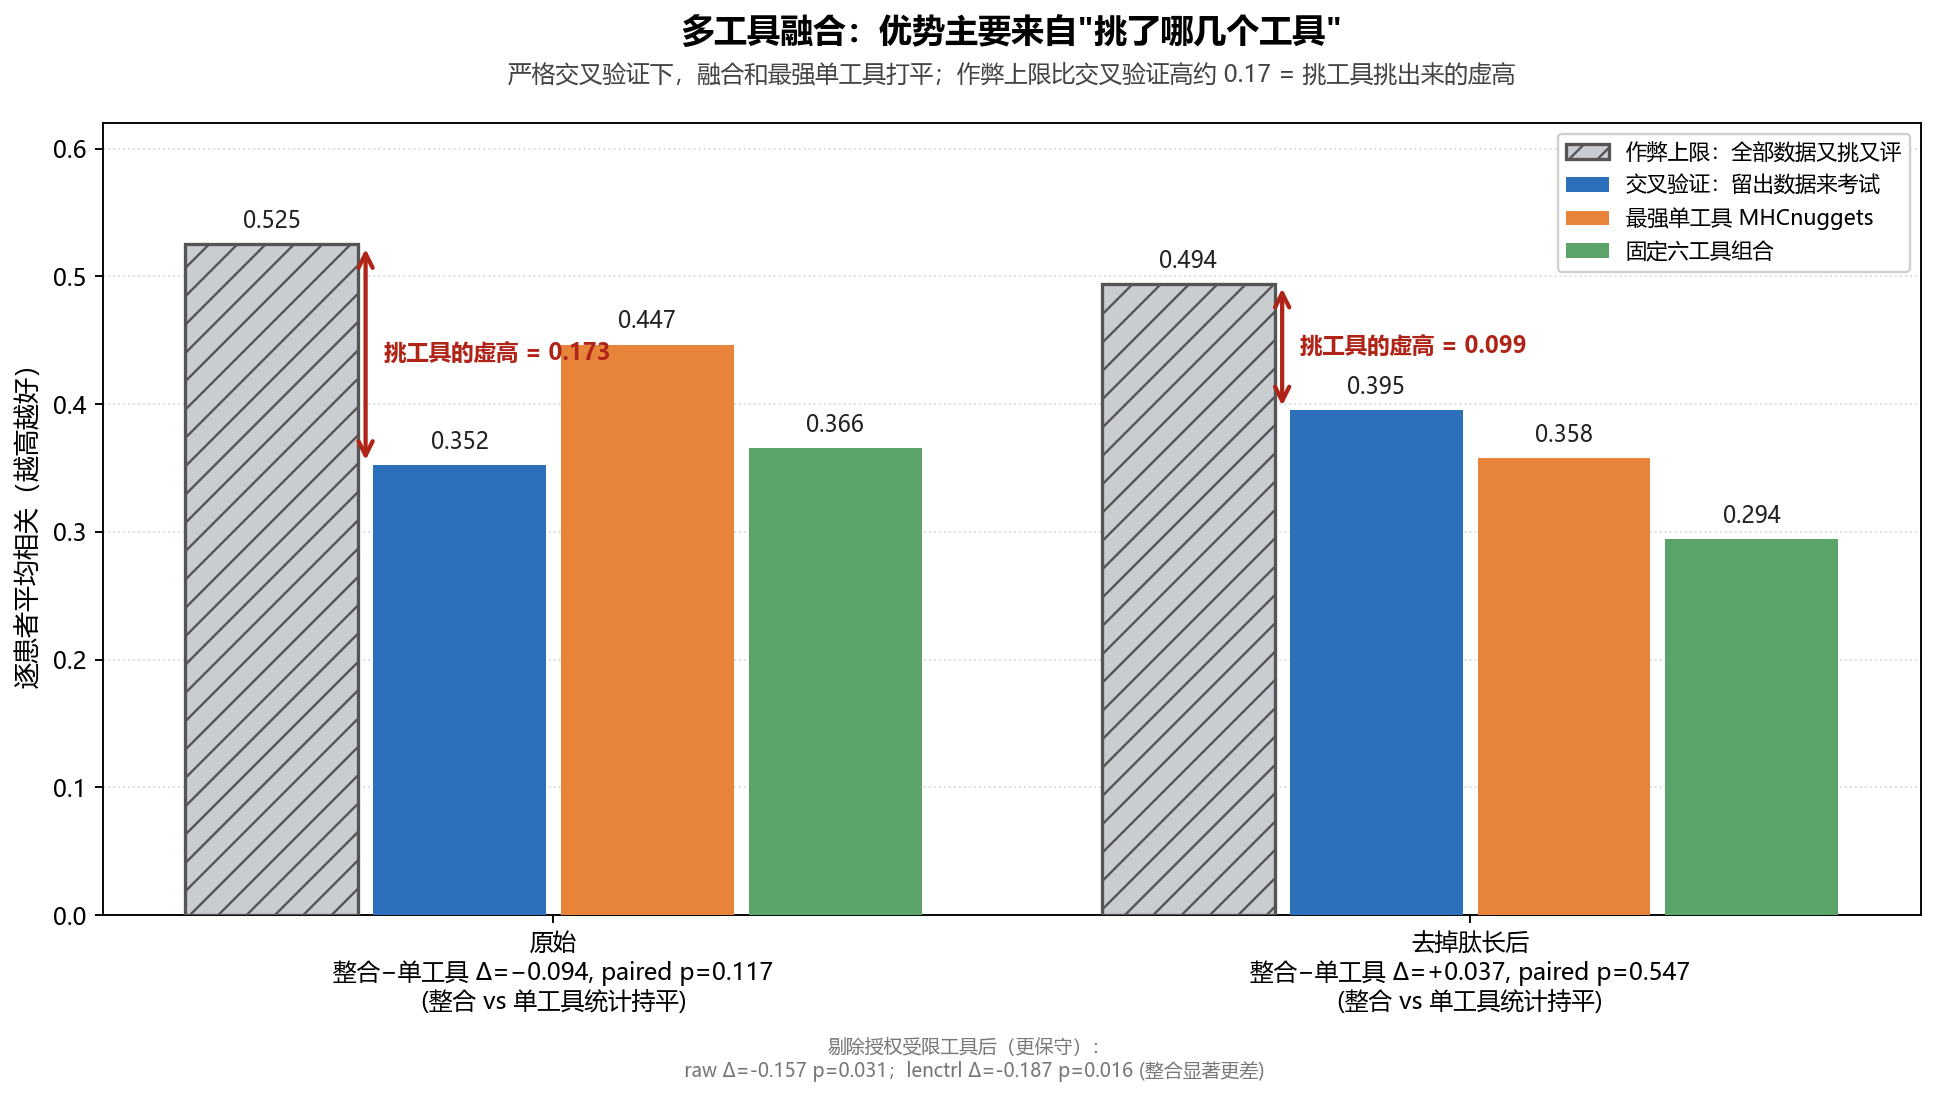 多工具融合：优势主要来自"挑了哪几个工具"
严格交叉验证下，融合和最强单工具打平；作弊上限比交叉验证高约 0.17 = 挑工具挑出来的虚高
逐患者平均相关（越高越好）
0.6
0.5
0.4
0.3
0.2
0.1
0.0
作弊上限：全部数据又挑又评
交叉验证：留出数据来考试
最强单工具 MHCnuggets
固定六工具组合
0.525
挑工具的虚高 = 0.173
0.352
0.447
0.366
0.494
挑工具的虚高 = 0.099
0.395
0.358
0.294
原始
整合−单工具 Δ=−0.094, paired p=0.117
(整合 vs 单工具统计持平)
去掉肽长后
整合−单工具 Δ=+0.037, paired p=0.547
(整合 vs 单工具统计持平)
剔除授权受限工具后（更保守）：
raw Δ=-0.157 p=0.031；lenctrl Δ=-0.187 p=0.016 (整合显著更差)